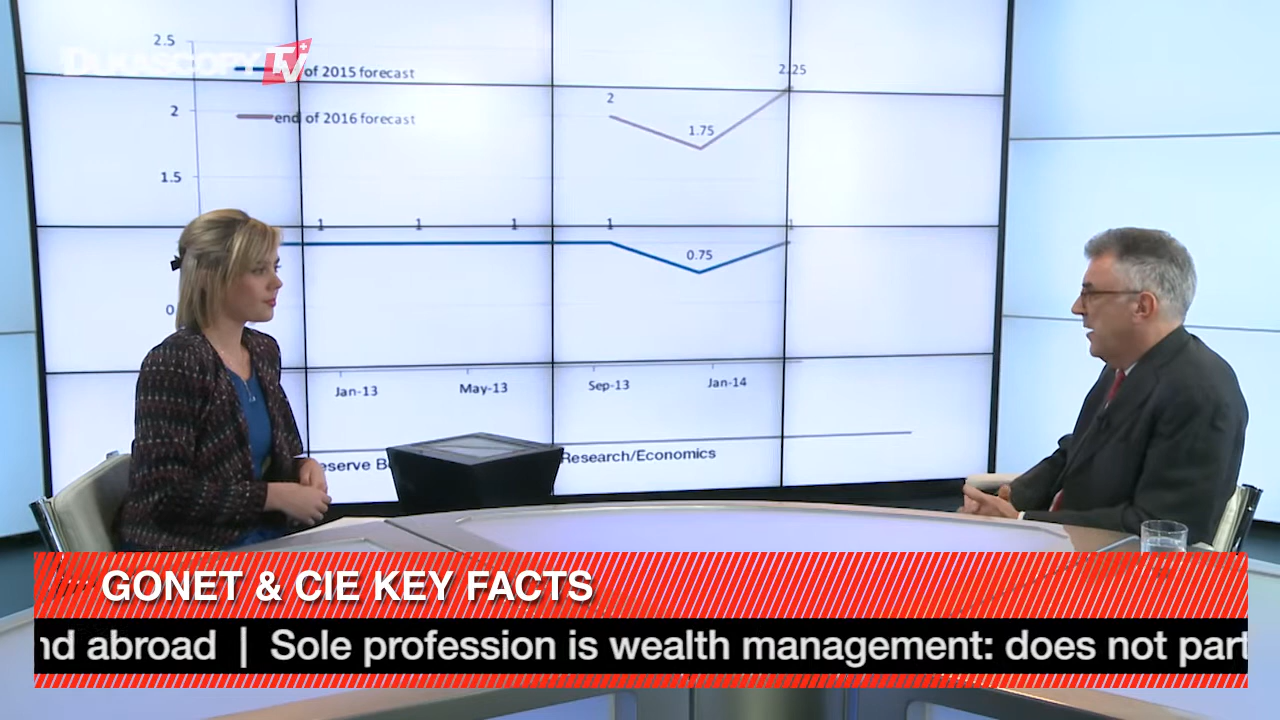 2.5
DUKASCOPY TV
of 2015 forecast
2.25
2
2
end of 2016 forecast
1.75
1.5
1 1 1 1 1
0.75
0
Jan-13 May-13 Sep-13 Jan-14
eserve B Research/Economics
GONET & CIE KEY FACTS
nd abroad | Sole profession is wealth management: does not part